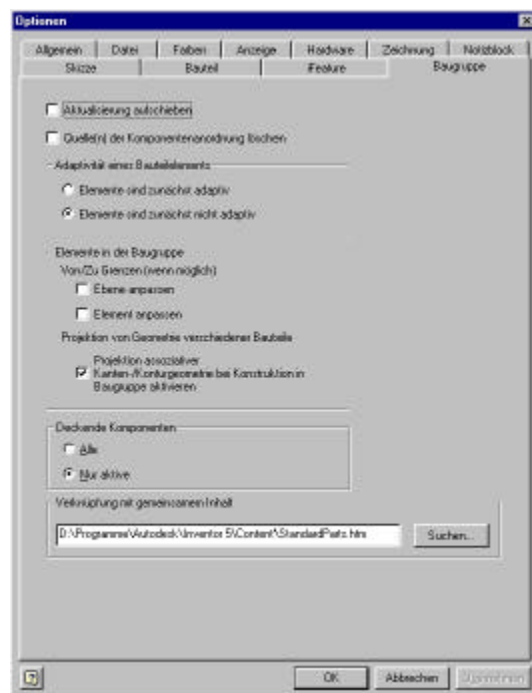 Optionen
Allgemein Datei Farben Anzeige Hardware Zeichnung Notizblock
Skizze Bauteil iFeature Baugruppe
Aktualisierung aufschieben
Quelle(n) der Komponentenanordnung löschen
Adaptivität eines Bauteilelements
Elemente sind zunächst adaptiv
Elemente sind zunächst nicht adaptiv
Elemente in der Baugruppe
Von/Zu Grenzen (wenn möglich)
Ebene anpassen
Element anpassen
Projektion von Geometrie verschiedener Bauteile
Projektion assoziativer
Kanten-/Konturgeometrie bei Konstruktion in
Baugruppe aktivieren
Deckende Komponenten
Alle
Nur aktive
Verknüpfung mit gemeinsamem Inhalt
D:\Programme\Autodesk\Inventor 5\Content\StandardParts.htm
Suchen...
OK Abbrechen Übernehmen